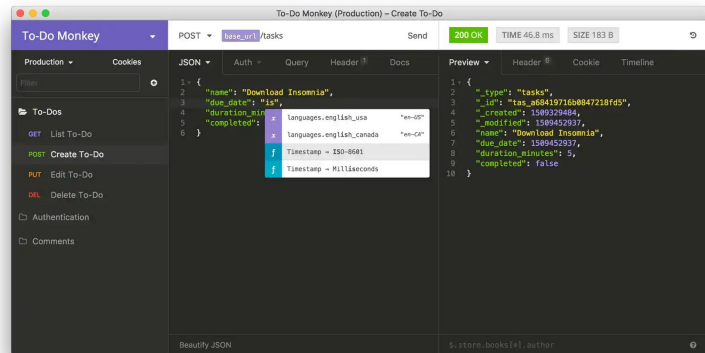 To-Do Monkey (Production) – Create To-Do
To-Do Monkey
POST base_url /tasks Send
200 OK TIME 46.8 ms SIZE 183 B
Production Cookies
Filter
To-Dos
GET List To-Do
POST Create To-Do
PUT Edit To-Do
DEL Delete To-Do
Authentication
Comments
JSON Auth Query Header 1 Docs
1 {
2 "name": "Download Insomnia",
3 "due_date": "is",
4 "duration_min
5 "completed":
6 }
x languages.english_usa "en-US"
x languages.english_canada "en-CA"
f Timestamp → ISO-8601
f Timestamp → Milliseconds
Beautify JSON
Preview Header 8 Cookie Timeline
1 {
2 "_type": "tasks",
3 "_id": "tas_a68419716b0847218fd5",
4 "_created": 1509329484,
5 "_modified": 1509452937,
6 "name": "Download Insomnia",
7 "due_date": 1509452937,
8 "duration_minutes": 5,
9 "completed": false
10 }
$.store.books[*].author